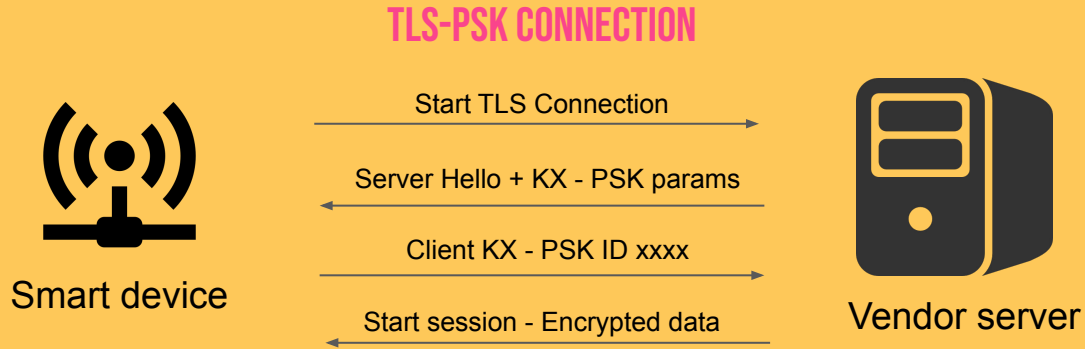 TLS-PSK CONNECTION
Start TLS Connection
Server Hello + KX - PSK params
Client KX - PSK ID xxxx
Start session - Encrypted data
Smart device
Vendor server